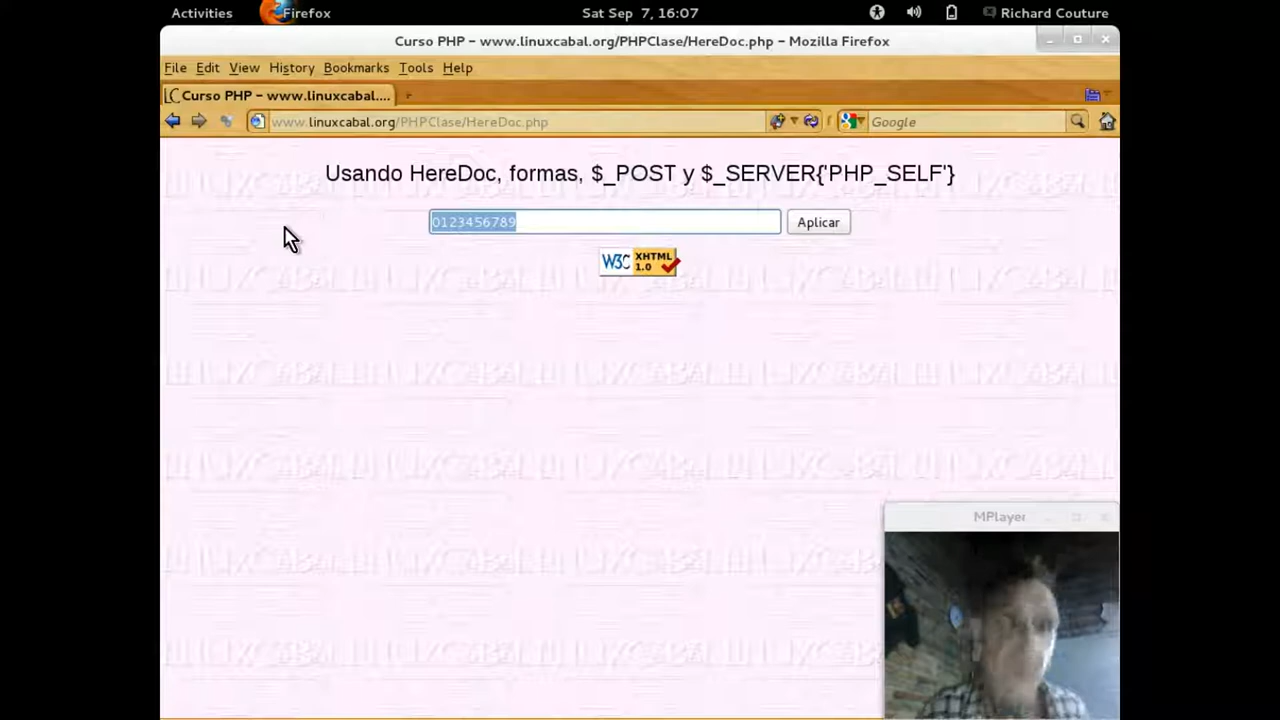 Activities Firefox Sat Sep 7, 16:07 Richard Couture
Curso PHP – www.linuxcabal.org/PHPClase/HereDoc.php – Mozilla Firefox
File Edit View History Bookmarks Tools Help
Curso PHP – www.linuxcabal....
www.linuxcabal.org/PHPClase/HereDoc.php Google
Usando HereDoc, formas, $_POST y $_SERVER{'PHP_SELF'}
0123456789 Aplicar
W3C XHTML 1.0
MPlayer